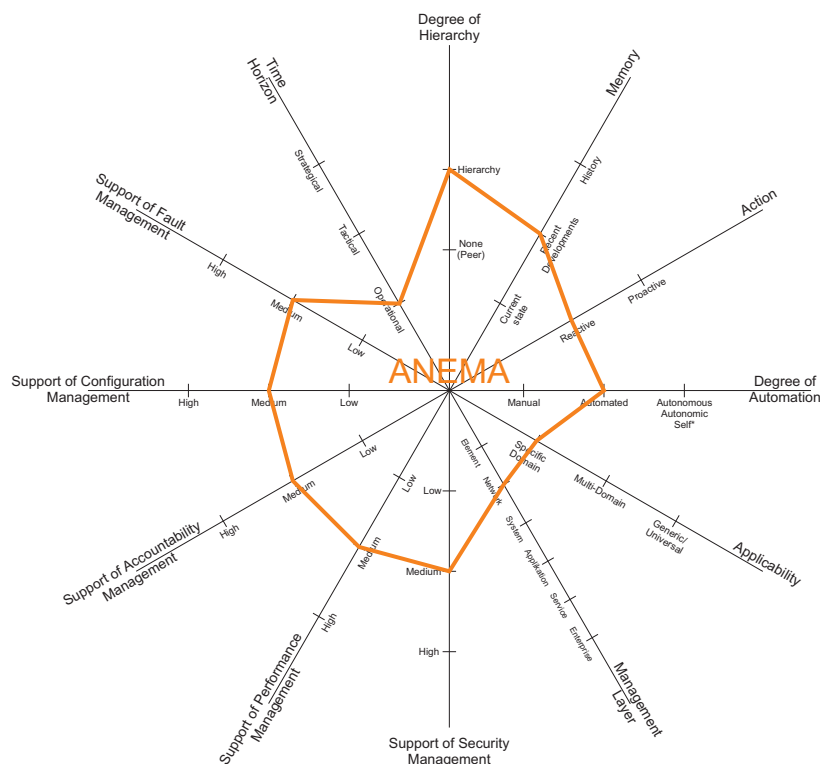 Degree of
Hierarchy
Time
Horizon
Memory
Strategical
Hierarchy
History
Support of Fault
Management
Action
Tactical
None
(Peer)
Recent
Developments
High
Proactive
Medium
Operational
Current
state
Reactive
Low
ANEMA
Support of Configuration
Management
High
Medium
Low
Manual
Automated
Autonomous
Autonomic
Self*
Degree of
Automation
Low
Element
Specific
Domain
Medium
Low
Low
Network
Multi-Domain
High
System
Generic/
Universal
Applicability
Support of Accountability
Management
Medium
Medium
Applikation
Service
High
High
Enterprise
Support of Performance
Management
Management
Layer
Support of Security
Management